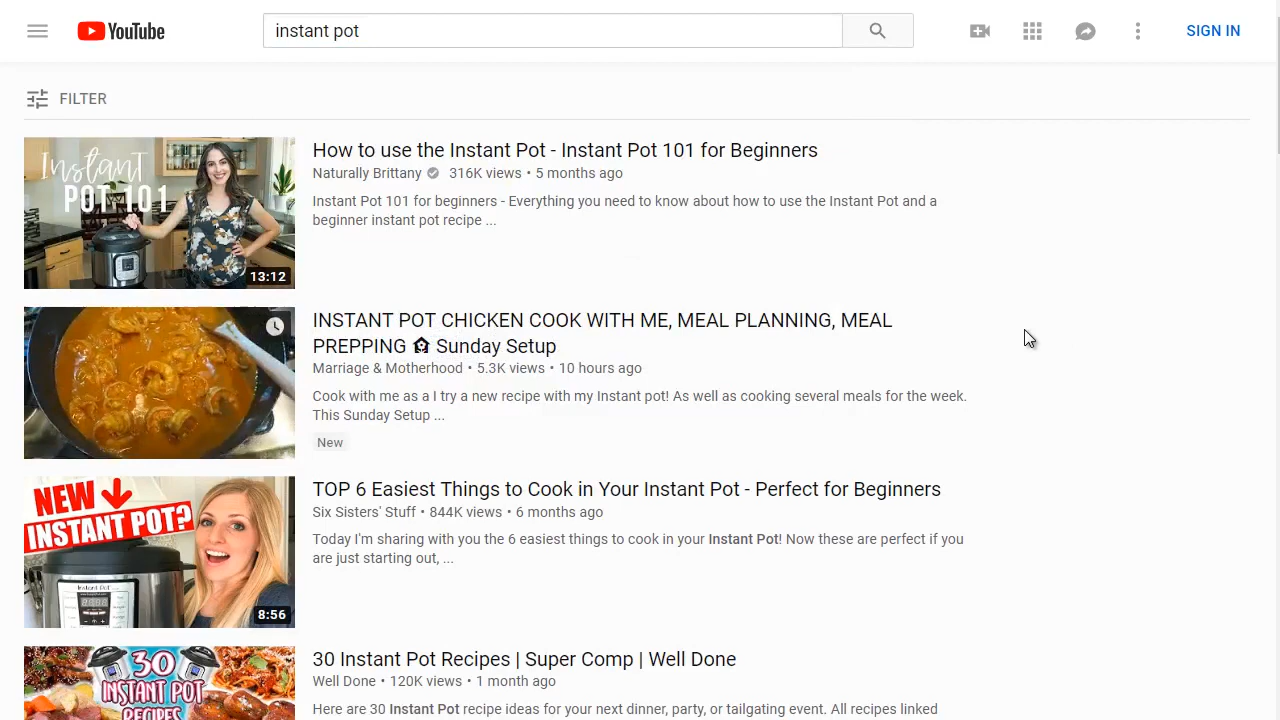 YouTube
instant pot
SIGN IN
FILTER
Instant
POT 101
13:12
How to use the Instant Pot - Instant Pot 101 for Beginners
Naturally Brittany 316K views • 5 months ago
Instant Pot 101 for beginners - Everything you need to know about how to use the Instant Pot and a
beginner instant pot recipe ...
INSTANT POT CHICKEN COOK WITH ME, MEAL PLANNING, MEAL
PREPPING 🏠 Sunday Setup
Marriage & Motherhood • 5.3K views • 10 hours ago
Cook with me as a I try a new recipe with my Instant pot! As well as cooking several meals for the week.
This Sunday Setup ...
New
NEW
INSTANT POT?
Instant Pot
8:56
TOP 6 Easiest Things to Cook in Your Instant Pot - Perfect for Beginners
Six Sisters' Stuff • 844K views • 6 months ago
Today I'm sharing with you the 6 easiest things to cook in your Instant Pot! Now these are perfect if you
are just starting out, ...
30
INSTANT POT
RECIPES
30 Instant Pot Recipes | Super Comp | Well Done
Well Done • 120K views • 1 month ago
Here are 30 Instant Pot recipe ideas for your next dinner, party, or tailgating event. All recipes linked